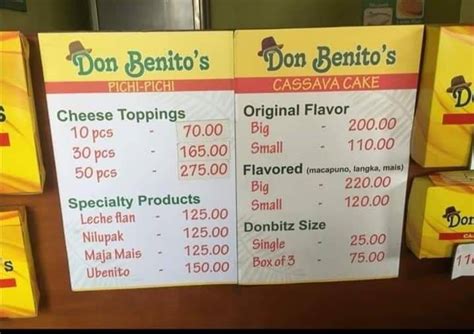 Don Benito's
PICHI-PICHI
Cheese Toppings
10 pcs - 70.00
30 pcs - 165.00
50 pcs - 275.00
Specialty Products
Leche flan - 125.00
Nilupak - 125.00
Maja Mais - 125.00
Ubenito - 150.00
Don Benito's
CASSAVA CAKE
Original Flavor
Big - 200.00
Small - 110.00
Flavored (macapuno, langka, mais)
Big - 220.00
Small - 120.00
Donbitz Size
Single - 25.00
Box of 3 - 75.00
Don